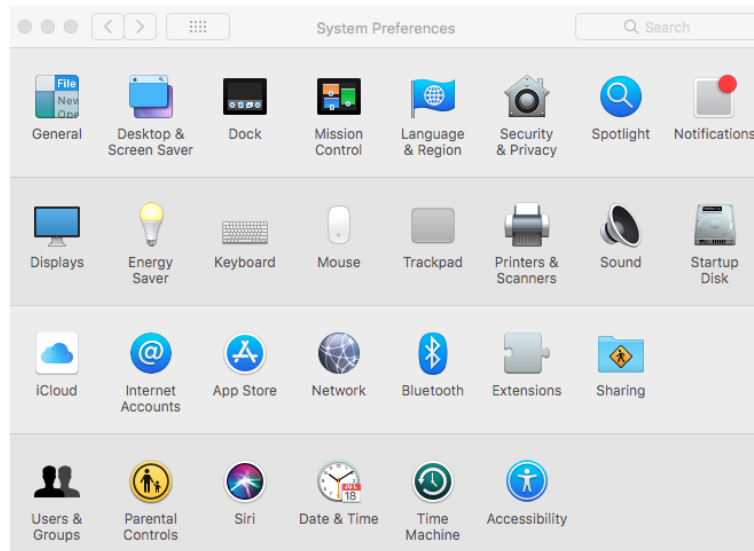 System Preferences
Search
File
New
Ope
General
Desktop &
Screen Saver
Dock
Mission
Control
Language
& Region
Security
& Privacy
Spotlight
Notifications
Displays
Energy
Saver
Keyboard
Mouse
Trackpad
Printers &
Scanners
Sound
Startup
Disk
iCloud
Internet
Accounts
App Store
Network
Bluetooth
Extensions
Sharing
Users &
Groups
Parental
Controls
Siri
JUL
18
Date & Time
Time
Machine
Accessibility